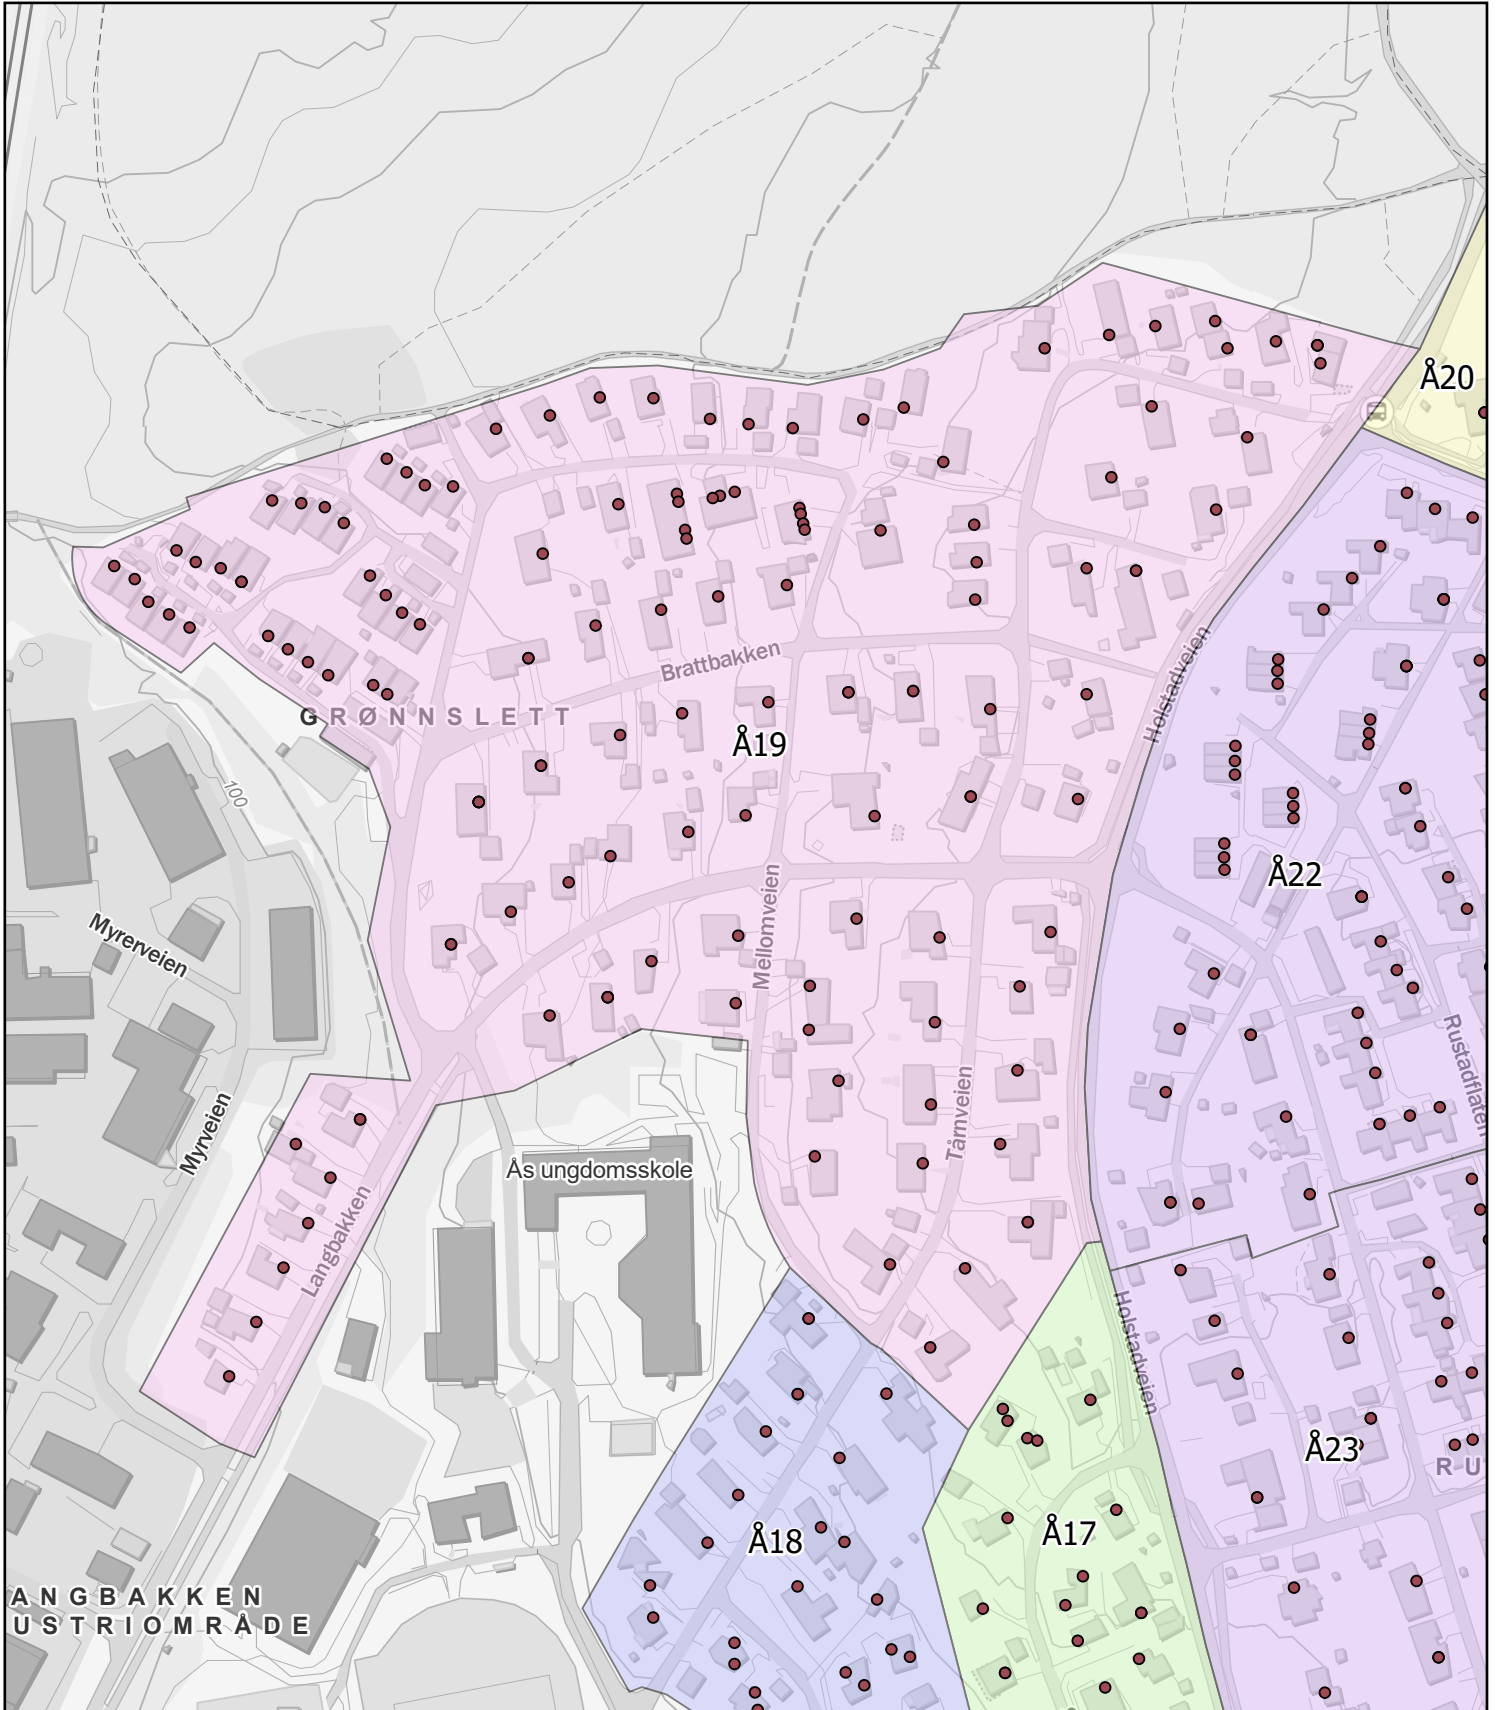 Å20
Brattbakken
Holstadveien
GRØNNSLETT
Å19
100
Å22
Mellomveien
Myrerveien
Rustadflaten
Tårnveien
Myrveien
Ås ungdomsskole
Langbakken
Holstadveien
Å23
RU
Å17
Å18
ANGBAKKEN
USTRIOMRÅDE